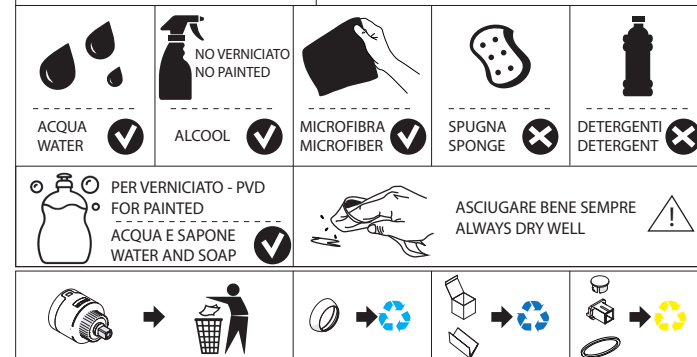 NO VERNICIATO
NO PAINTED
ACQUA
WATER
ALCOOL
MICROFIBRA
MICROFIBER
SPUGNA
SPONGE
DETERGENTI
DETERGENT
PER VERNICIATO - PVD
FOR PAINTED
ACQUA E SAPONE
WATER AND SOAP
ASCIUGARE BENE SEMPRE
ALWAYS DRY WELL